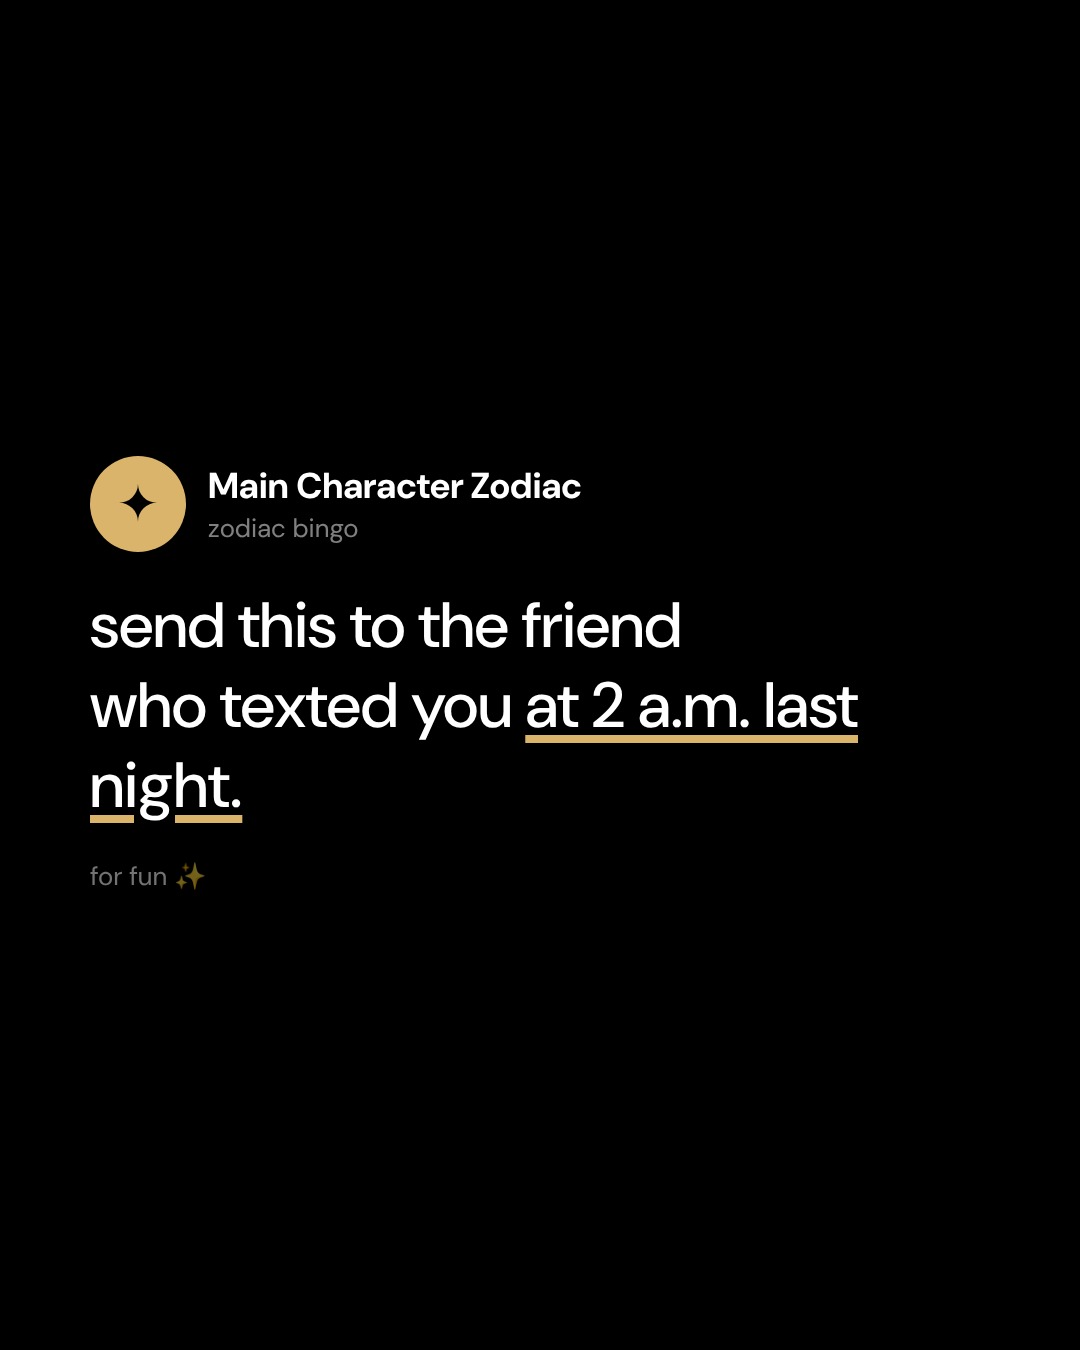 Main Character Zodiac
zodiac bingo
send this to the friend
who texted you at 2 a.m. last
night.
for fun ✨